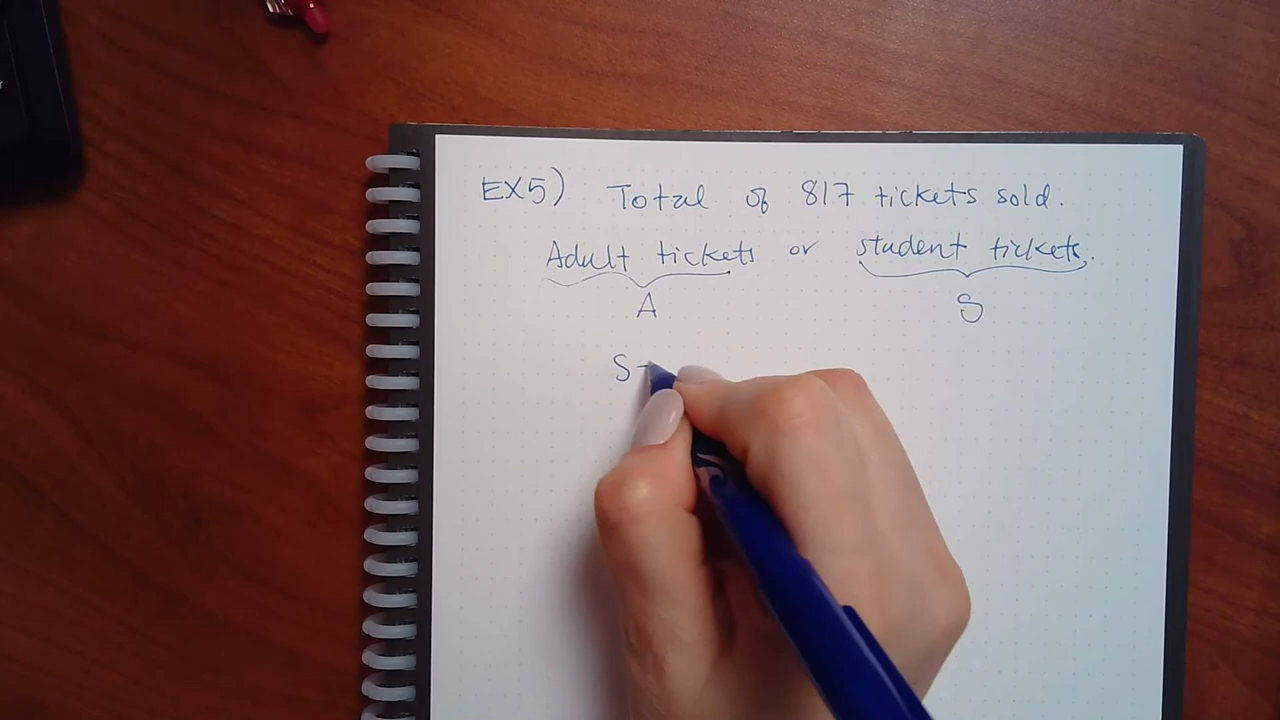 EX5) Total of 817 tickets sold.
Adult tickets or student tickets.
A S
S -